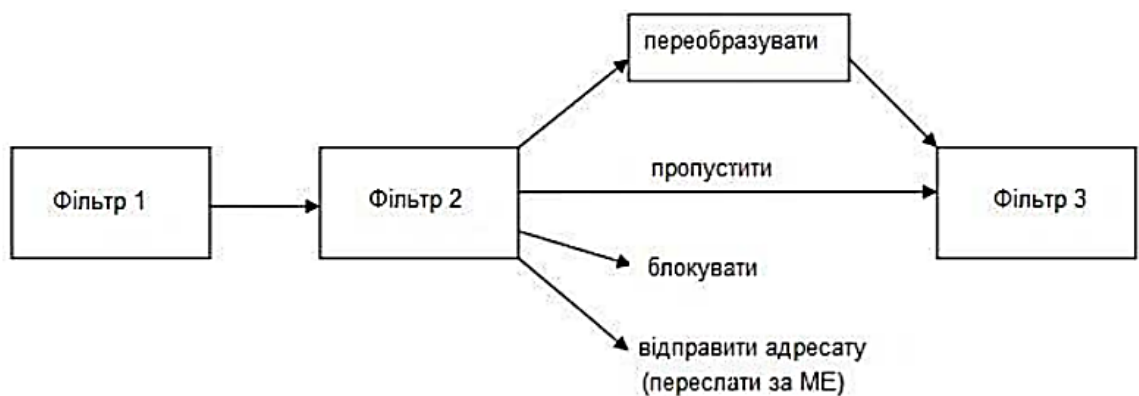 переобразувати
Фільтр 1
Фільтр 2
пропустити
Фільтр 3
блокувати
відправити адресату
(переслати за МЕ)